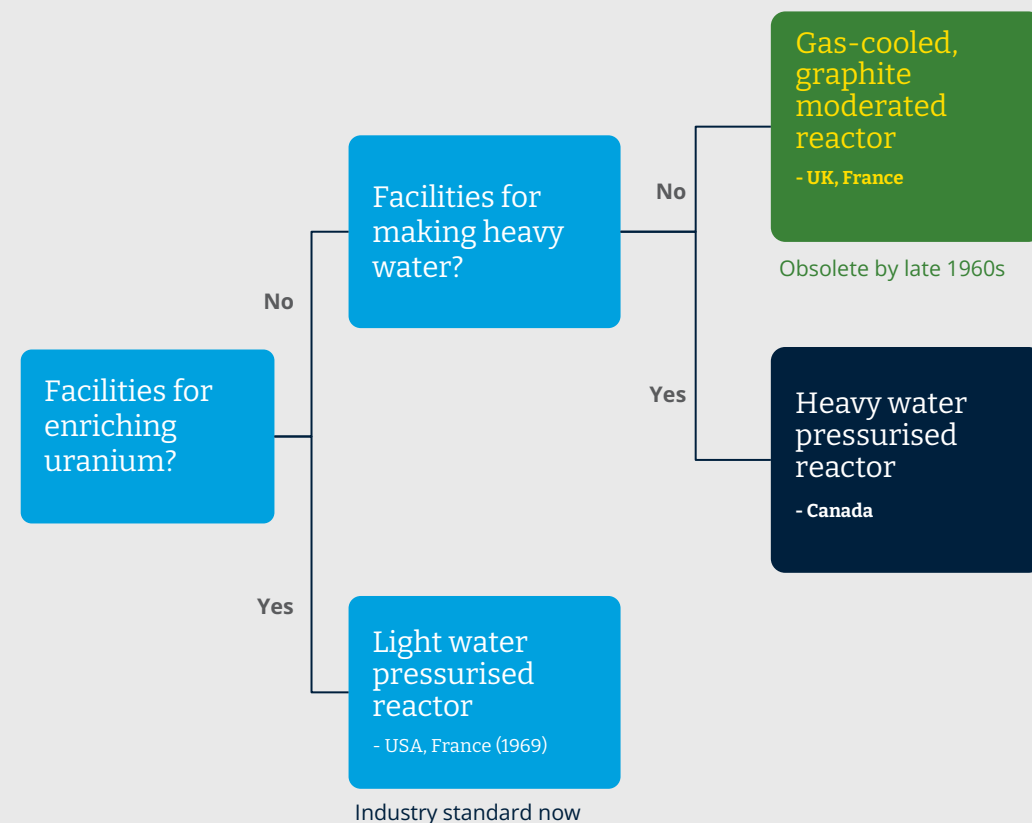 Facilities for
enriching
uranium?
No
Yes
Facilities for
making heavy
water?
No
Yes
Gas-cooled,
graphite
moderated
reactor
- UK, France
Obsolete by late 1960s
Heavy water
pressurised
reactor
- Canada
Light water
pressurised
reactor
- USA, France (1969)
Industry standard now